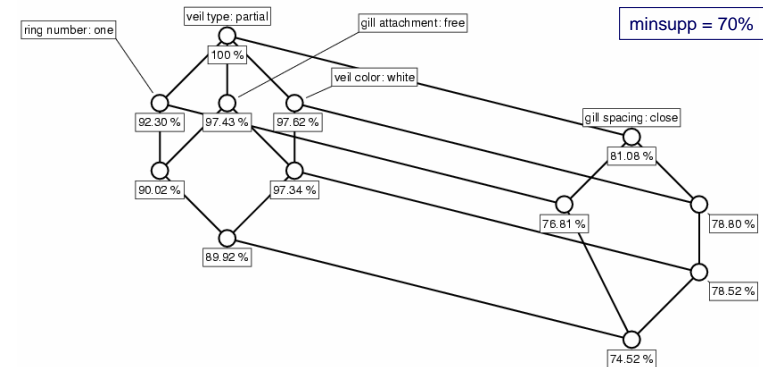 veil type: partial
ring number: one
gill attachment: free
minsupp = 70%
100 %
veil color: white
92.30 %
97.43 %
97.62 %
gill spacing: close
81.08 %
90.02 %
97.34 %
76.81 %
78.80 %
89.92 %
78.52 %
74.52 %